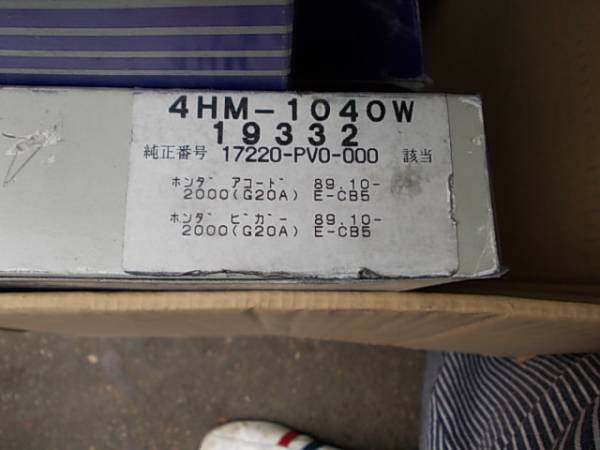 4HM-1040W
19332
純正番号 17220-PV0-000 該当
ホンダ アコード 89.10-
2000(G20A) E-CB5
ホンダ ビガー 89.10-
2000(G20A) E-CB5